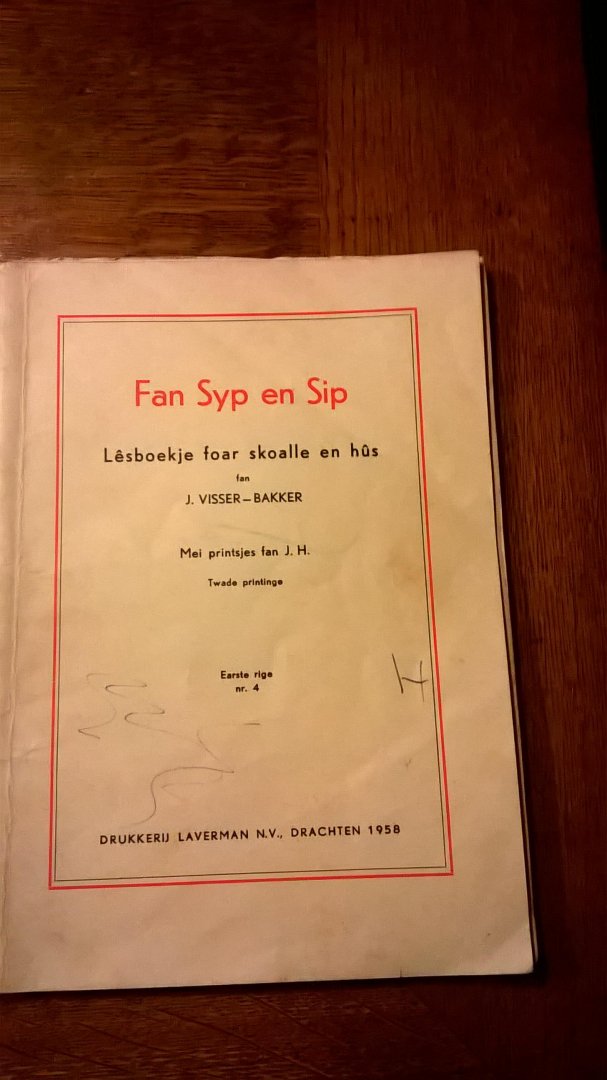 Fan Syp en Sip
Lêsboekje foar skoalle en hûs
fan
J. VISSER – BAKKER
Mei printsjes fan J. H.
Twade printinge
Earste rige
nr. 4
H
DRUKKERIJ LAVERMAN N.V., DRACHTEN 1958